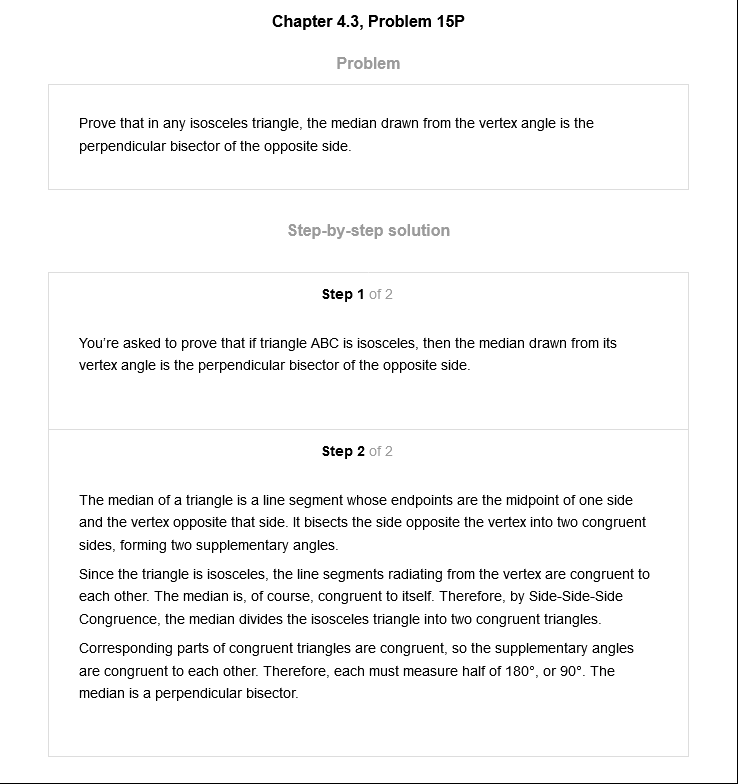 Chapter 4.3, Problem 15P
Problem
Prove that in any isosceles triangle, the median drawn from the vertex angle is the
perpendicular bisector of the opposite side.
Step-by-step solution
Step 1 of 2
You're asked to prove that if triangle ABC is isosceles, then the median drawn from its
vertex angle is the perpendicular bisector of the opposite side.
Step 2 of 2
The median of a triangle is a line segment whose endpoints are the midpoint of one side
and the vertex opposite that side. It bisects the side opposite the vertex into two congruent
sides, forming two supplementary angles.
Since the triangle is isosceles, the line segments radiating from the vertex are congruent to
each other. The median is, of course, congruent to itself. Therefore, by Side-Side-Side
Congruence, the median divides the isosceles triangle into two congruent triangles.
Corresponding parts of congruent triangles are congruent, so the supplementary angles
are congruent to each other. Therefore, each must measure half of 180°, or 90°. The
median is a perpendicular bisector.